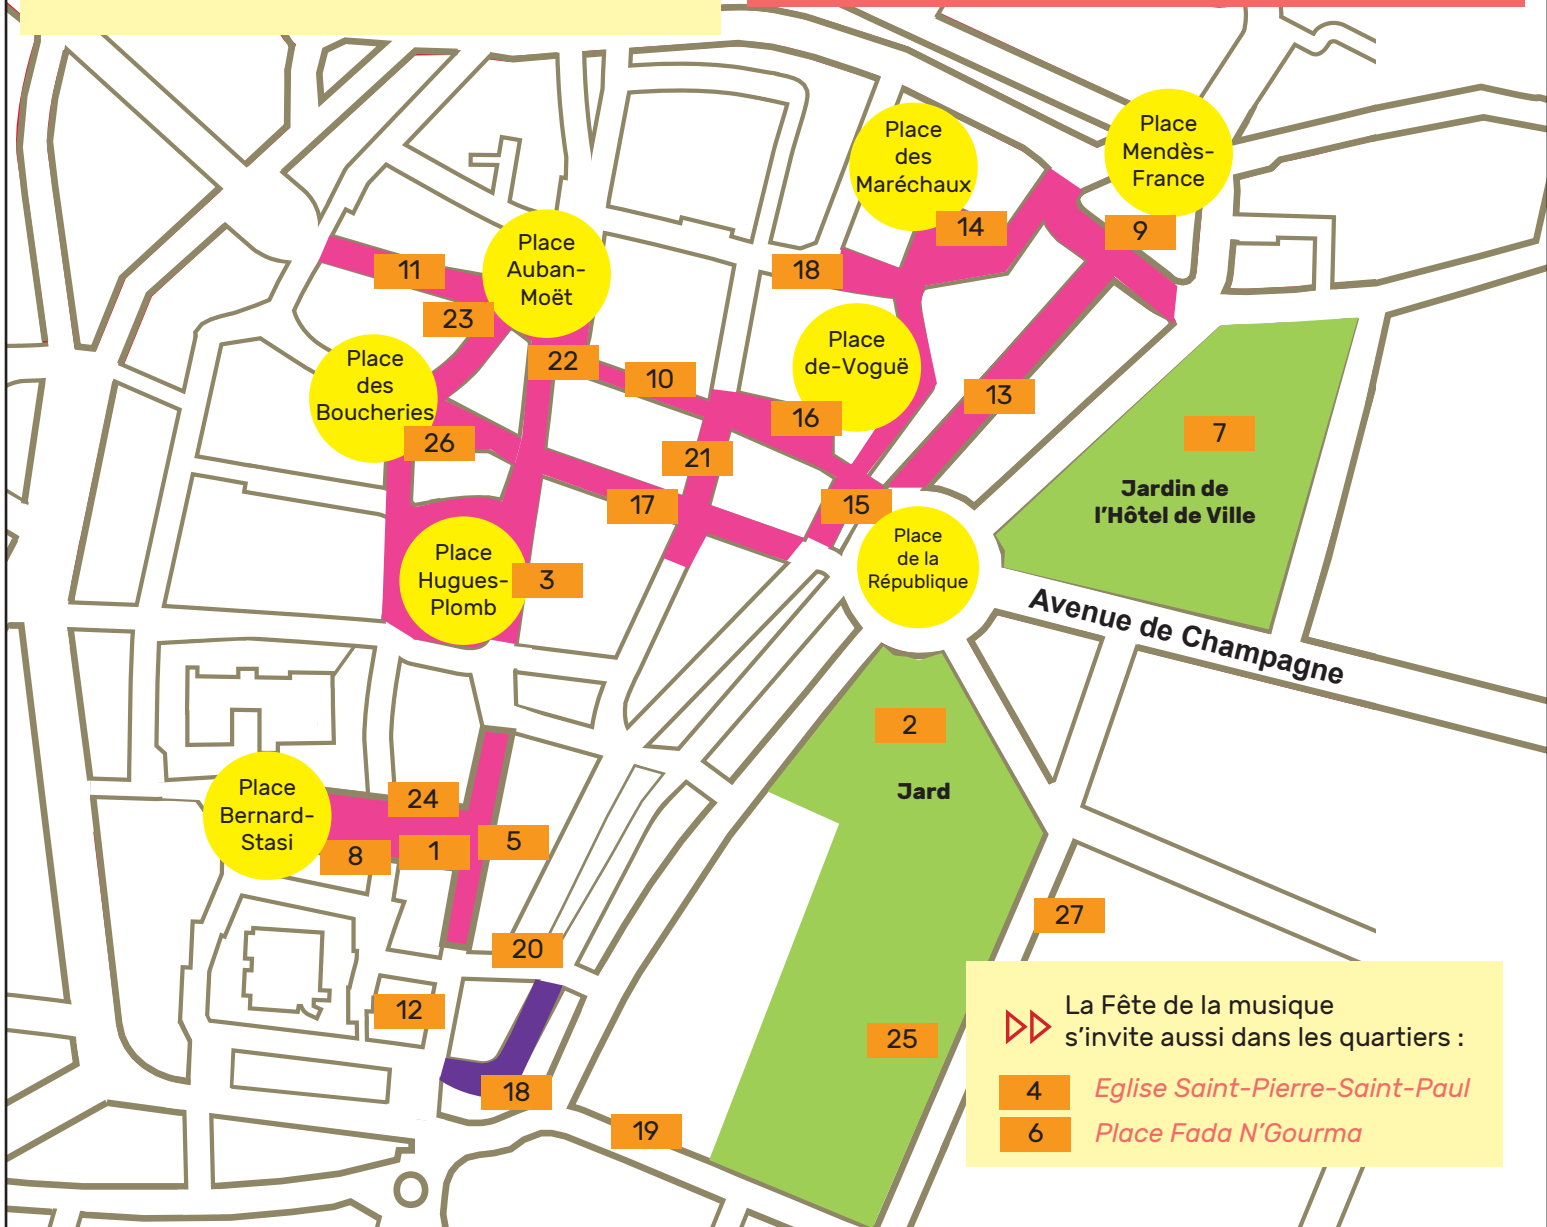 Place
des
Maréchaux
14
Place
Mendès-
France
9
Place
Auban-
Moët
11
23
18
Place
des
Boucheries
26
22
10
Place
de-Voguë
16
13
7
Jardin de
l'Hôtel de Ville
21
17
15
Place
de la
République
Place
Hugues-
Plomb
3
Avenue de Champagne
2
Jard
Place
Bernard-
Stasi
24
8
1
5
27
20
12
18
19
25
La Fête de la musique
s'invite aussi dans les quartiers :
4 Eglise Saint-Pierre-Saint-Paul
6 Place Fada N'Gourma